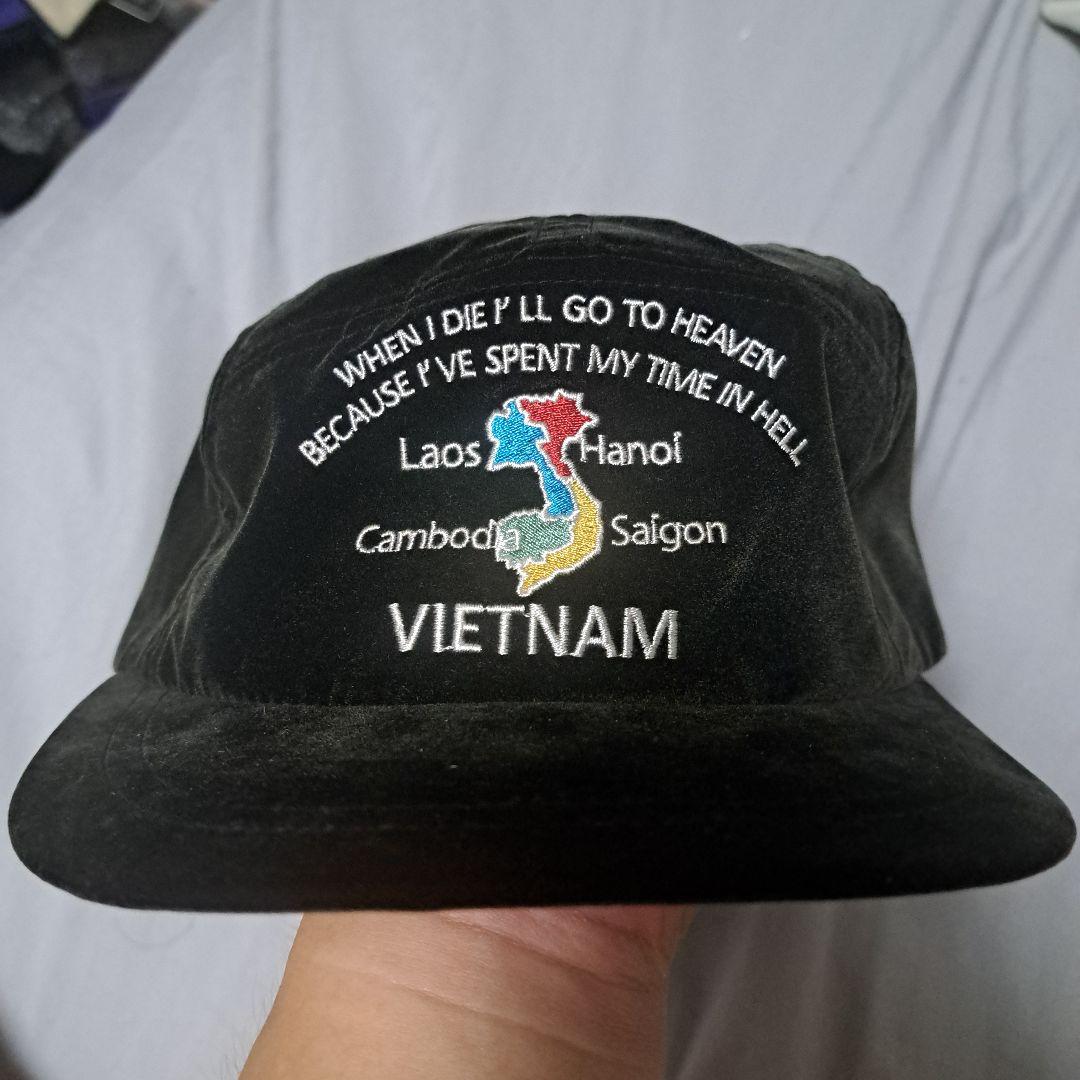 WHEN I DIE I' LL GO TO HEAVEN
BECAUSE I'VE SPENT MY TIME IN HELL
Laos Hanoi
Cambodia Saigon
VIETNAM